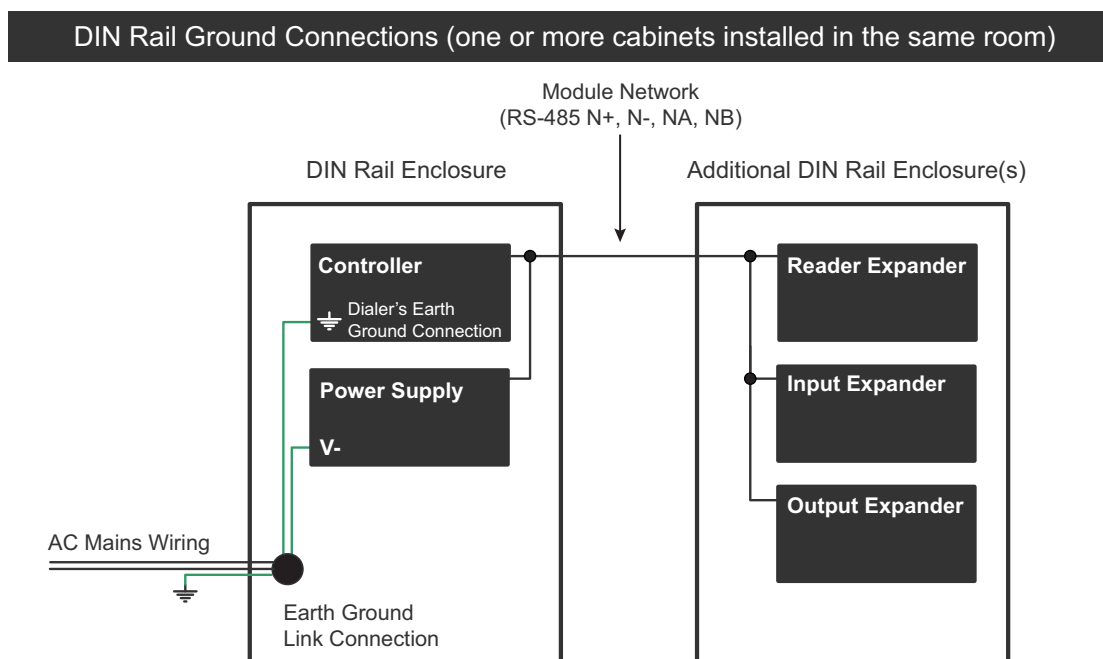 DIN Rail Ground Connections (one or more cabinets installed in the same room)
Module Network
(RS-485 N+, N-, NA, NB)
DIN Rail Enclosure
Additional DIN Rail Enclosure(s)
Controller
Dialer's Earth
Ground Connection
Reader Expander
Power Supply
V-
Input Expander
Output Expander
AC Mains Wiring
Earth Ground
Link Connection